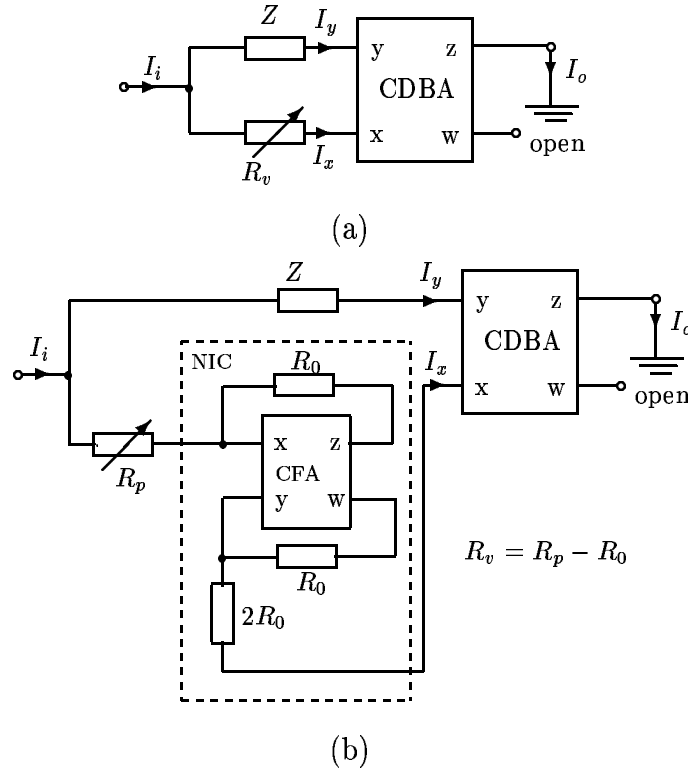 Z
I_y
I_i
y
z
CDBA
I_o
x
w
R_v
I_x
open
(a)
Z
I_y
y
z
CDBA
I_o
I_i
NIC
R_0
I_x
x
w
open
R_p
x
z
CFA
y
w
R_0
R_v = R_p − R_0
2R_0
(b)